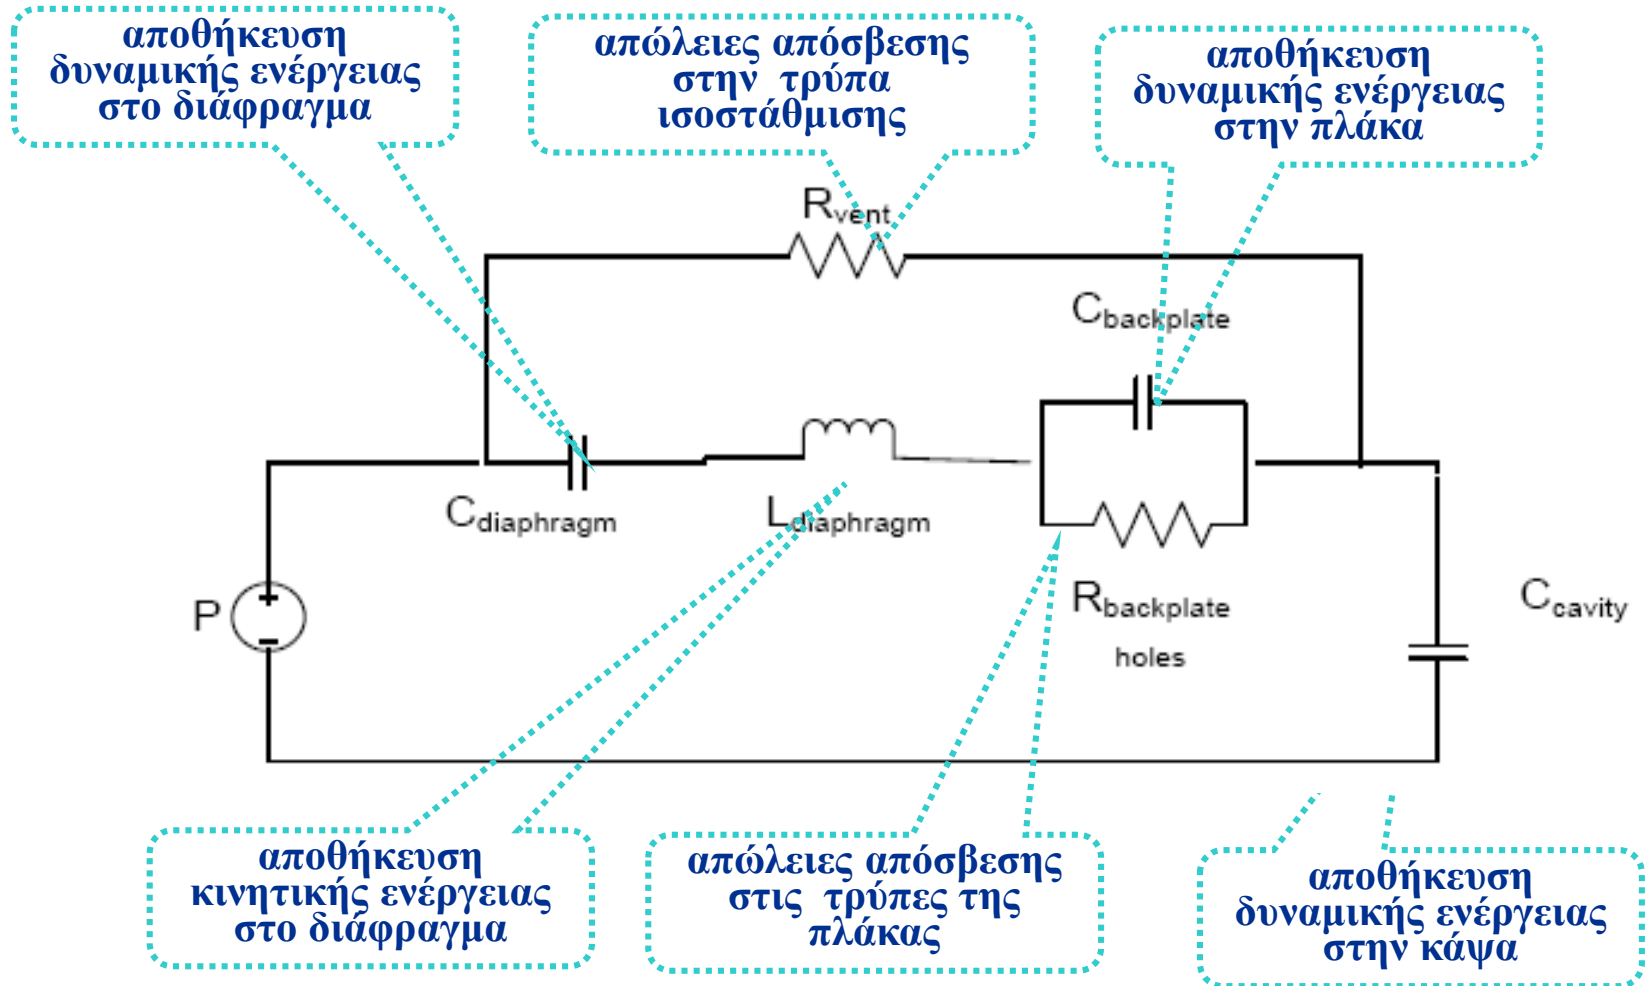 αποθήκευση
δυναμικής ενέργειας
στο διάφραγμα
απώλειες απόσβεσης
στην τρύπα
ισοστάθμισης
αποθήκευση
δυναμικής ενέργειας
στην πλάκα
Rvent
Cbackplate
Cdiaphragm
Ldiaphragm
P
+
-
Rbackplate
holes
Ccavity
αποθήκευση
κινητικής ενέργειας
στο διάφραγμα
απώλειες απόσβεσης
στις τρύπες της
πλάκας
αποθήκευση
δυναμικής ενέργειας
στην κάψα